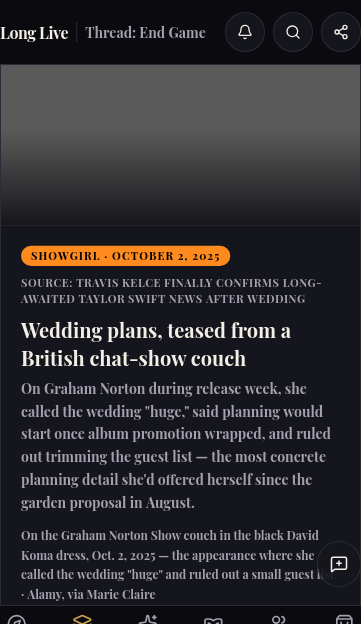 Long Live
Thread: End Game
SHOWGIRL · OCTOBER 2, 2025
SOURCE: TRAVIS KELCE FINALLY CONFIRMS LONG-
AWAITED TAYLOR SWIFT NEWS AFTER WEDDING
Wedding plans, teased from a
British chat-show couch
On Graham Norton during release week, she
called the wedding "huge," said planning would
start once album promotion wrapped, and ruled
out trimming the guest list — the most concrete
planning detail she'd offered herself since the
garden proposal in August.
On the Graham Norton Show couch in the black David
Koma dress, Oct. 2, 2025 — the appearance where she
called the wedding "huge" and ruled out a small guest
· Alamy, via Marie Claire